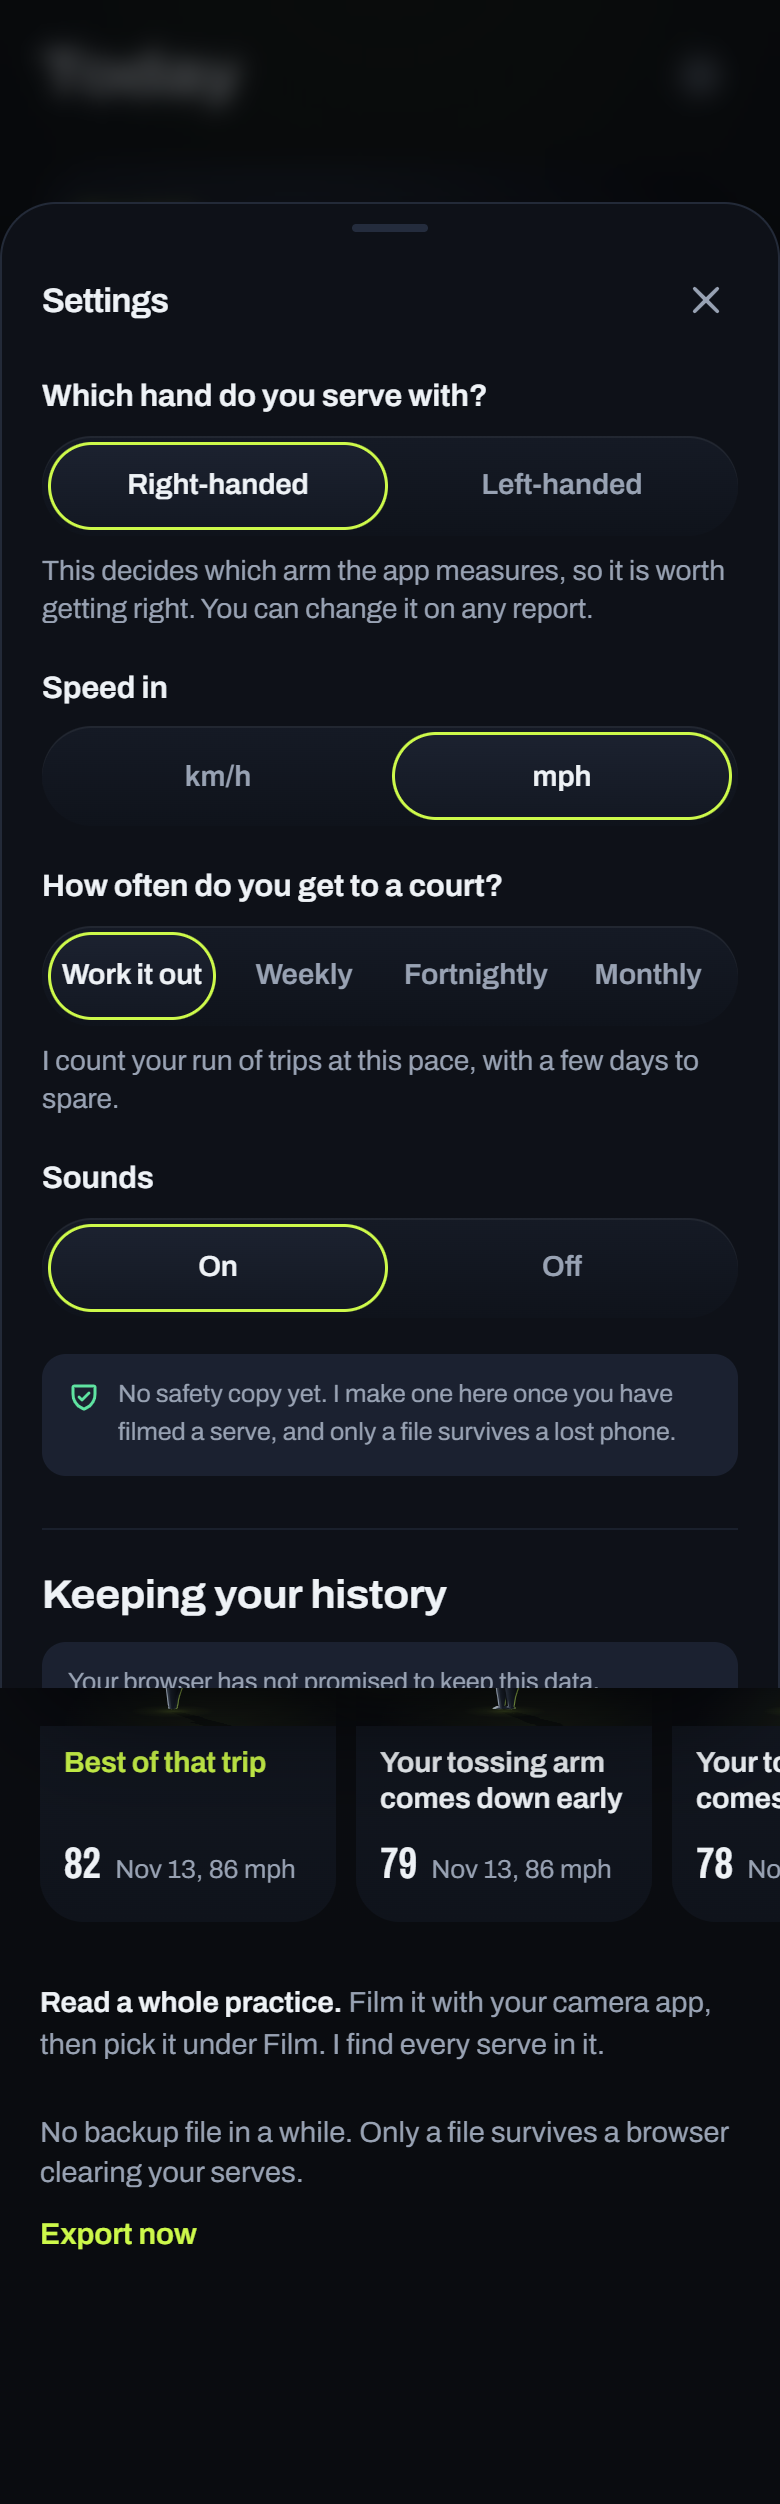 Today
Settings
Which hand do you serve with?
Right-handed Left-handed
This decides which arm the app measures, so it is worth
getting right. You can change it on any report.
Speed in
km/h mph
How often do you get to a court?
Work it out Weekly Fortnightly Monthly
I count your run of trips at this pace, with a few days to
spare.
Sounds
On Off
No safety copy yet. I make one here once you have
filmed a serve, and only a file survives a lost phone.
Keeping your history
Your browser has not promised to keep this data.
Best of that trip
82 Nov 13, 86 mph
Your tossing arm
comes down early
79 Nov 13, 86 mph
Your
comes
78
Read a whole practice. Film it with your camera app,
then pick it under Film. I find every serve in it.
No backup file in a while. Only a file survives a browser
clearing your serves.
Export now